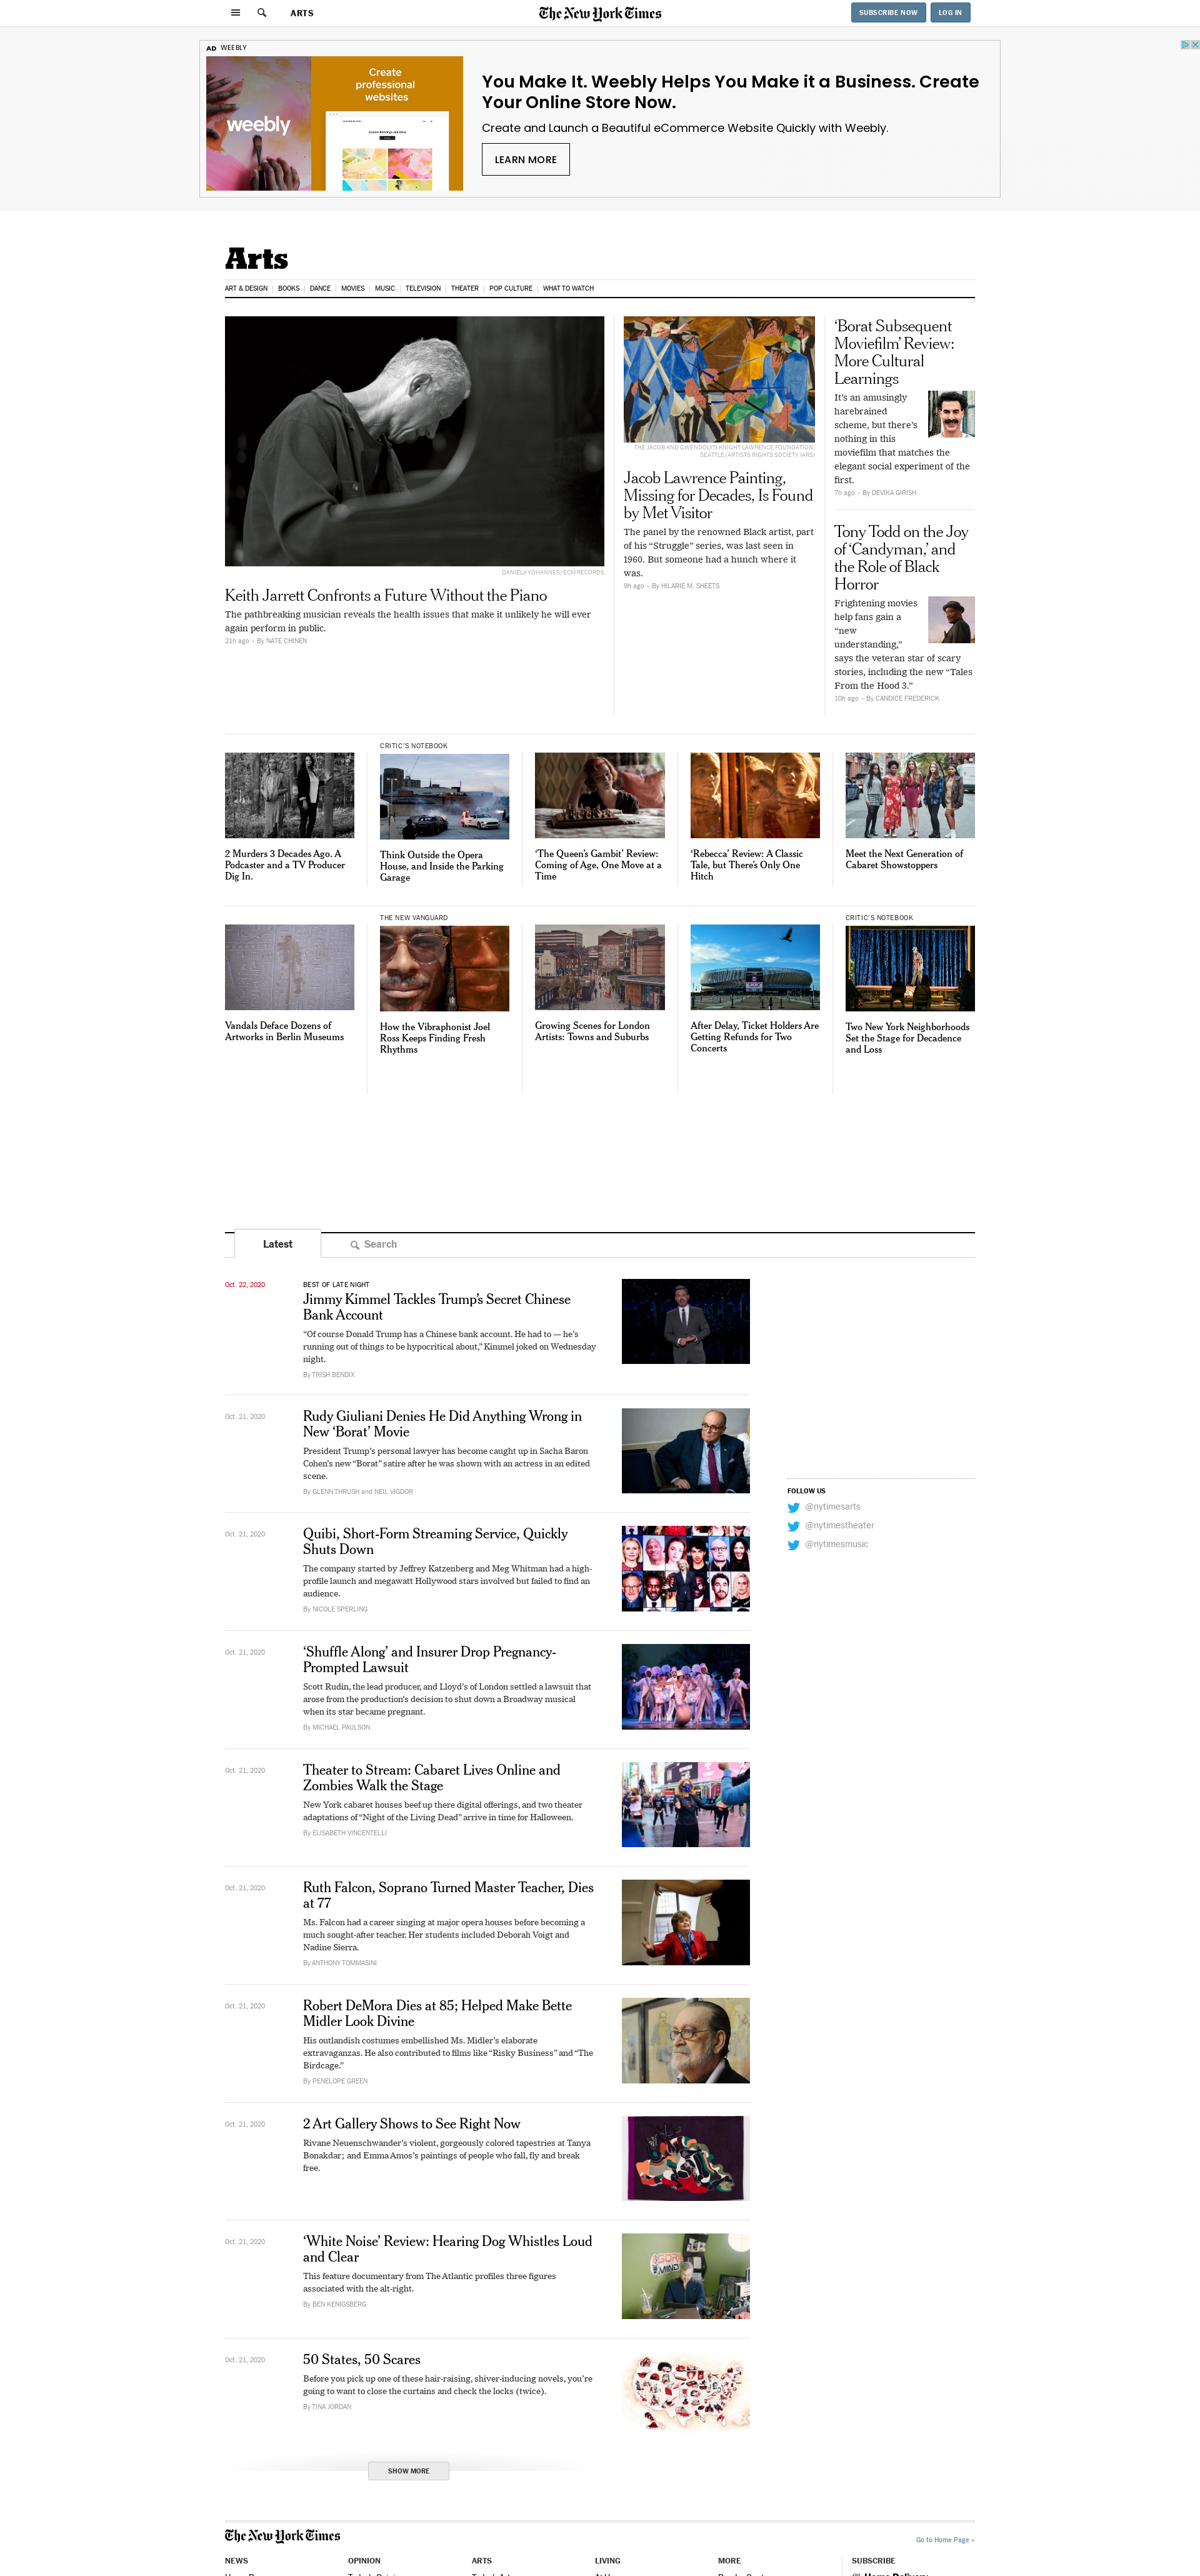 ARTS
The New York Times
SUBSCRIBE NOW
LOG IN
AD WEEBLY
weebly
Create
professional
websites
You Make It. Weebly Helps You Make it a Business. Create
Your Online Store Now.
Create and Launch a Beautiful eCommerce Website Quickly with Weebly.
LEARN MORE
Arts
ART & DESIGN
BOOKS
DANCE
MOVIES
MUSIC
TELEVISION
THEATER
POP CULTURE
WHAT TO WATCH
DANIELA YOHANNES/ECM RECORDS
Keith Jarrett Confronts a Future Without the Piano
The pathbreaking musician reveals the health issues that make it unlikely he will ever
again perform in public.
21h ago • By NATE CHINEN
THE JACOB AND GWENDOLYN KNIGHT LAWRENCE FOUNDATION,
SEATTLE/ARTISTS RIGHTS SOCIETY (ARS)
Jacob Lawrence Painting,
Missing for Decades, Is Found
by Met Visitor
The panel by the renowned Black artist, part
of his “Struggle” series, was last seen in
1960. But someone had a hunch where it
was.
9h ago • By HILARIE M. SHEETS
‘Borat Subsequent
Moviefilm’ Review:
More Cultural
Learnings
It’s an amusingly
harebrained
scheme, but there’s
nothing in this
moviefilm that matches the
elegant social experiment of the
first.
7h ago • By DEVIKA GIRISH
Tony Todd on the Joy
of ‘Candyman,’ and
the Role of Black
Horror
Frightening movies
help fans gain a
“new
understanding,”
says the veteran star of scary
stories, including the new “Tales
From the Hood 3.”
10h ago • By CANDICE FREDERICK
2 Murders 3 Decades Ago. A
Podcaster and a TV Producer
Dig In.
CRITIC’S NOTEBOOK
Think Outside the Opera
House, and Inside the Parking
Garage
‘The Queen’s Gambit’ Review:
Coming of Age, One Move at a
Time
‘Rebecca’ Review: A Classic
Tale, but There’s Only One
Hitch
Meet the Next Generation of
Cabaret Showstoppers
Vandals Deface Dozens of
Artworks in Berlin Museums
THE NEW VANGUARD
How the Vibraphonist Joel
Ross Keeps Finding Fresh
Rhythms
Growing Scenes for London
Artists: Towns and Suburbs
After Delay, Ticket Holders Are
Getting Refunds for Two
Concerts
CRITIC’S NOTEBOOK
Two New York Neighborhoods
Set the Stage for Decadence
and Loss
Latest
Search
Oct. 22, 2020
BEST OF LATE NIGHT
Jimmy Kimmel Tackles Trump’s Secret Chinese
Bank Account
“Of course Donald Trump has a Chinese bank account. He had to — he’s
running out of things to be hypocritical about,” Kimmel joked on Wednesday
night.
By TRISH BENDIX
Oct. 21, 2020
Rudy Giuliani Denies He Did Anything Wrong in
New ‘Borat’ Movie
President Trump’s personal lawyer has become caught up in Sacha Baron
Cohen’s new “Borat” satire after he was shown with an actress in an edited
scene.
By GLENN THRUSH and NEIL VIGDOR
FOLLOW US
@nytimesarts
@nytimestheater
@nytimesmusic
Oct. 21, 2020
Quibi, Short-Form Streaming Service, Quickly
Shuts Down
The company started by Jeffrey Katzenberg and Meg Whitman had a high-
profile launch and megawatt Hollywood stars involved but failed to find an
audience.
By NICOLE SPERLING
Oct. 21, 2020
‘Shuffle Along’ and Insurer Drop Pregnancy-
Prompted Lawsuit
Scott Rudin, the lead producer, and Lloyd’s of London settled a lawsuit that
arose from the production’s decision to shut down a Broadway musical
when its star became pregnant.
By MICHAEL PAULSON
Oct. 21, 2020
Theater to Stream: Cabaret Lives Online and
Zombies Walk the Stage
New York cabaret houses beef up there digital offerings, and two theater
adaptations of “Night of the Living Dead” arrive in time for Halloween.
By ELISABETH VINCENTELLI
Oct. 21, 2020
Ruth Falcon, Soprano Turned Master Teacher, Dies
at 77
Ms. Falcon had a career singing at major opera houses before becoming a
much sought-after teacher. Her students included Deborah Voigt and
Nadine Sierra.
By ANTHONY TOMMASINI
Oct. 21, 2020
Robert DeMora Dies at 85; Helped Make Bette
Midler Look Divine
His outlandish costumes embellished Ms. Midler’s elaborate
extravaganzas. He also contributed to films like “Risky Business” and “The
Birdcage.”
By PENELOPE GREEN
Oct. 21, 2020
2 Art Gallery Shows to See Right Now
Rivane Neuenschwander’s violent, gorgeously colored tapestries at Tanya
Bonakdar; and Emma Amos’s paintings of people who fall, fly and break
free.
Oct. 21, 2020
‘White Noise’ Review: Hearing Dog Whistles Loud
and Clear
This feature documentary from The Atlantic profiles three figures
associated with the alt-right.
By BEN KENIGSBERG
Oct. 21, 2020
50 States, 50 Scares
Before you pick up one of these hair-raising, shiver-inducing novels, you’re
going to want to close the curtains and check the locks (twice).
By TINA JORDAN
SHOW MORE
The New York Times
Go to Home Page »
NEWS
OPINION
ARTS
LIVING
MORE
SUBSCRIBE